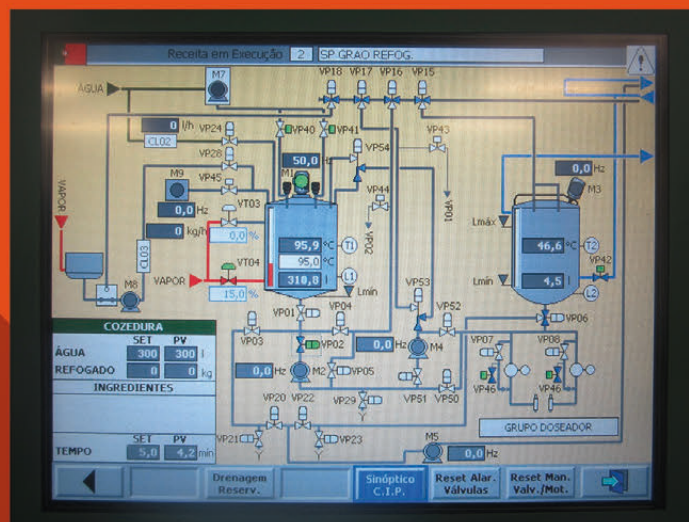 Receita em Execução 2 SP GRAO REFOG.
M7
VP18 VP17 VP16 VP15
ÁGUA
0 l/h VP24
CL02
VP40 VP41
VP54 VP43
VP28
M9
VP45
50,0 Hz
M1
0,0 Hz
M3
VP44
VP01
VP02
0,0 Hz
VT03
0 kg/h
0,0 %
VAPOR
CL03
Lmáx
95,9 °C T1
95,0 °C
310,8 l L1
46,6 °C T2
VP42
VT04
VAPOR
15,0 %
M8
Lmín
Lmín
4,5 l
L2
VP53
VP01
VP04
VP52
VP06
VP03
VP02
0,0 Hz
M4
VP07 VP08
0,0 Hz
M2
VP05
VP46 VP46
VP29
VP51 VP50
VP20 VP22
VP21 VP23
M5
0,0 Hz
GRUPO DOSEADOR
COZEDURA
SET PV
ÁGUA 300 300 l
REFOGADO 0 0 kg
INGREDIENTES
SET PV
TEMPO 5,0 4,2 min
Drenagem
Reserv.
Sinóptico
C.I.P.
Reset Alar.
Válvulas
Reset Man.
Valv./Mot.